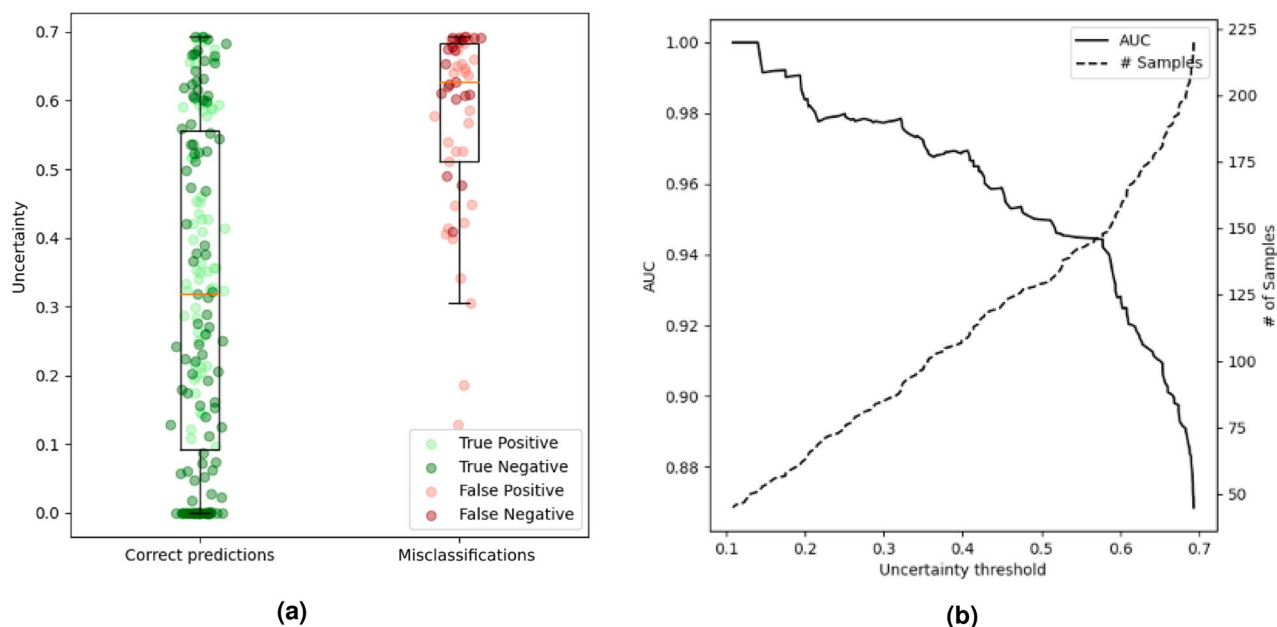 0.7
0.6
0.5
0.4
0.3
0.2
0.1
0.0
Uncertainty
Correct predictions
Misclassifications
True Positive
True Negative
False Positive
False Negative
(a)
1.00
0.98
0.96
0.94
0.92
0.90
0.88
AUC
AUC
# Samples
225
200
175
150
125
100
75
50
# of Samples
0.1 0.2 0.3 0.4 0.5 0.6 0.7
Uncertainty threshold
(b)